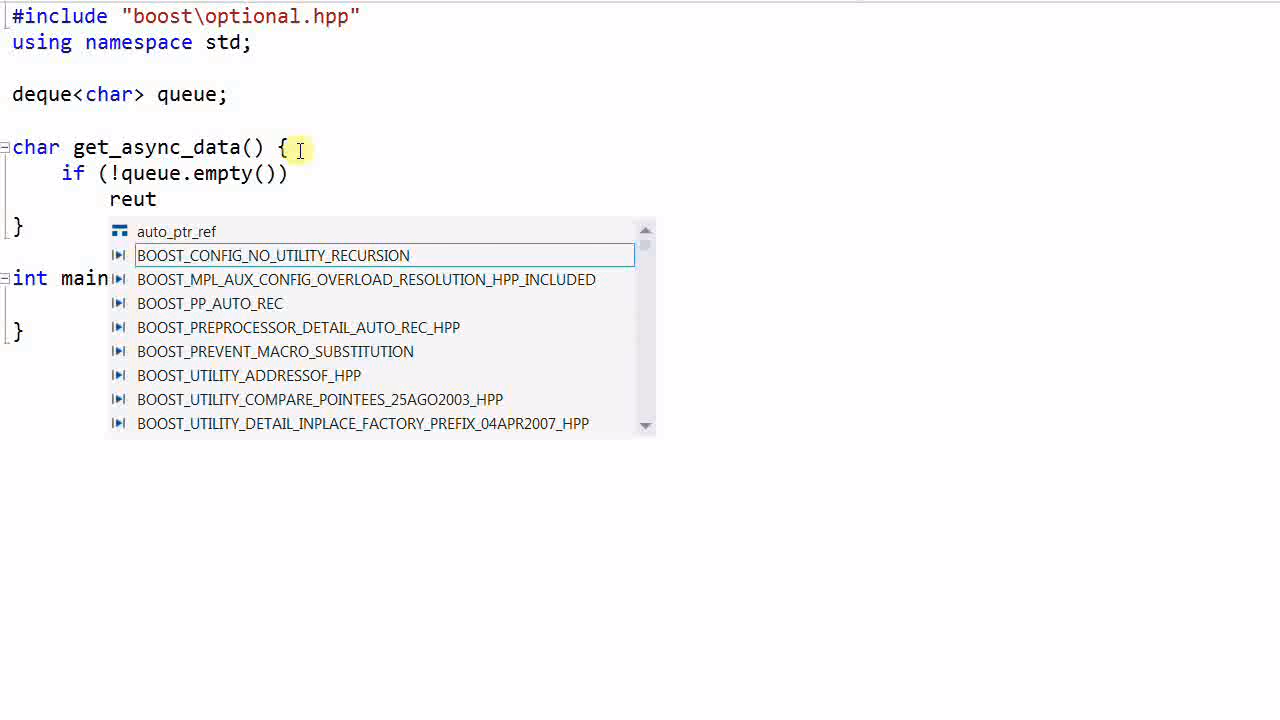 #include "boost\optional.hpp"
using namespace std;
deque<char> queue;
char get_async_data() {
if (!queue.empty())
reut
}
auto_ptr_ref
BOOST_CONFIG_NO_UTILITY_RECURSION
int main
BOOST_MPL_AUX_CONFIG_OVERLOAD_RESOLUTION_HPP_INCLUDED
BOOST_PP_AUTO_REC
}
BOOST_PREPROCESSOR_DETAIL_AUTO_REC_HPP
BOOST_PREVENT_MACRO_SUBSTITUTION
BOOST_UTILITY_ADDRESSOF_HPP
BOOST_UTILITY_COMPARE_POINTEES_25AGO2003_HPP
BOOST_UTILITY_DETAIL_INPLACE_FACTORY_PREFIX_04APR2007_HPP